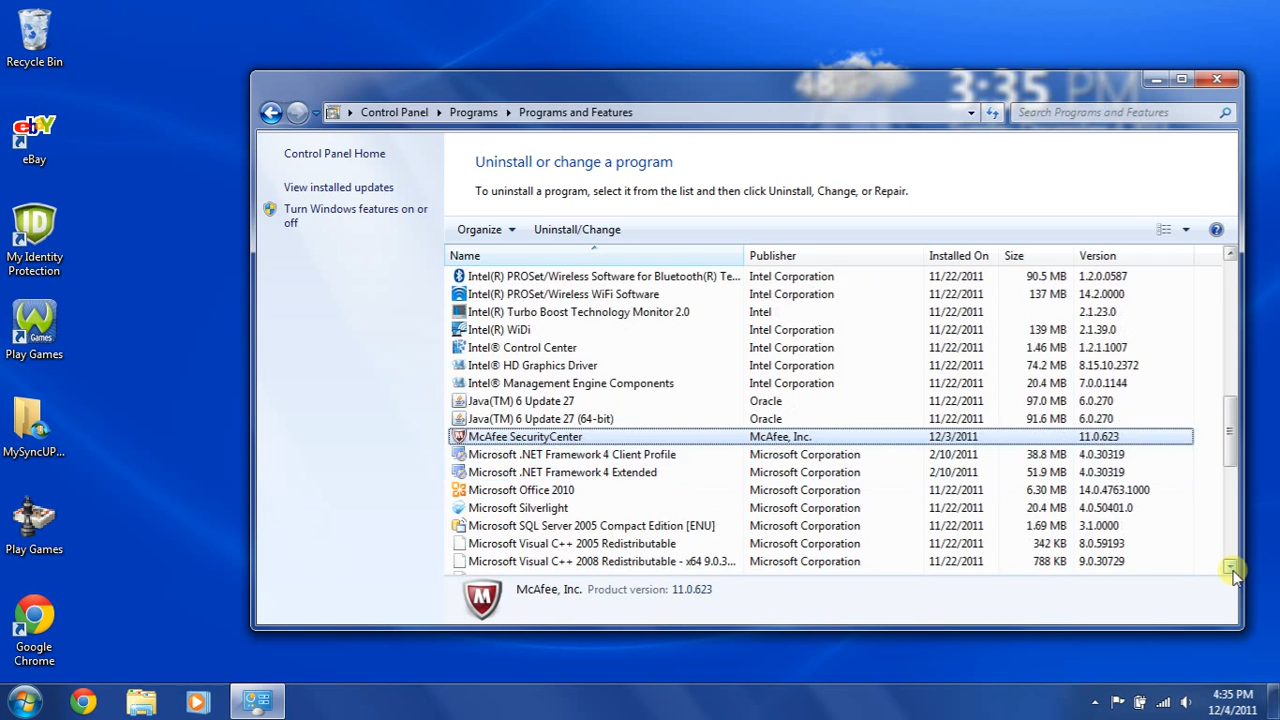 Recycle Bin
eBay
My Identity
Protection
Games
Play Games
MySyncUP...
Play Games
Google
Chrome
3:35 PM
Control Panel Programs Programs and Features
Search Programs and Features
Control Panel Home
View installed updates
Turn Windows features on or
off
Uninstall or change a program
To uninstall a program, select it from the list and then click Uninstall, Change, or Repair.
Organize Uninstall/Change
Name Publisher Installed On Size Version
Intel(R) PROSet/Wireless Software for Bluetooth(R) Te... Intel Corporation 11/22/2011 90.5 MB 1.2.0.0587
Intel(R) PROSet/Wireless WiFi Software Intel Corporation 11/22/2011 137 MB 14.2.0000
Intel(R) Turbo Boost Technology Monitor 2.0 Intel 11/22/2011 2.1.23.0
Intel(R) WiDi Intel Corporation 11/22/2011 139 MB 2.1.39.0
Intel® Control Center Intel Corporation 11/22/2011 1.46 MB 1.2.1.1007
Intel® HD Graphics Driver Intel Corporation 11/22/2011 74.2 MB 8.15.10.2372
Intel® Management Engine Components Intel Corporation 11/22/2011 20.4 MB 7.0.0.1144
Java(TM) 6 Update 27 Oracle 11/22/2011 97.0 MB 6.0.270
Java(TM) 6 Update 27 (64-bit) Oracle 11/22/2011 91.6 MB 6.0.270
McAfee SecurityCenter McAfee, Inc. 12/3/2011 11.0.623
Microsoft .NET Framework 4 Client Profile Microsoft Corporation 2/10/2011 38.8 MB 4.0.30319
Microsoft .NET Framework 4 Extended Microsoft Corporation 2/10/2011 51.9 MB 4.0.30319
Microsoft Office 2010 Microsoft Corporation 11/22/2011 6.30 MB 14.0.4763.1000
Microsoft Silverlight Microsoft Corporation 11/22/2011 20.4 MB 4.0.50401.0
Microsoft SQL Server 2005 Compact Edition [ENU] Microsoft Corporation 11/22/2011 1.69 MB 3.1.0000
Microsoft Visual C++ 2005 Redistributable Microsoft Corporation 11/22/2011 342 KB 8.0.59193
Microsoft Visual C++ 2008 Redistributable - x64 9.0.3... Microsoft Corporation 11/22/2011 788 KB 9.0.30729
McAfee, Inc. Product version: 11.0.623
4:35 PM
12/4/2011